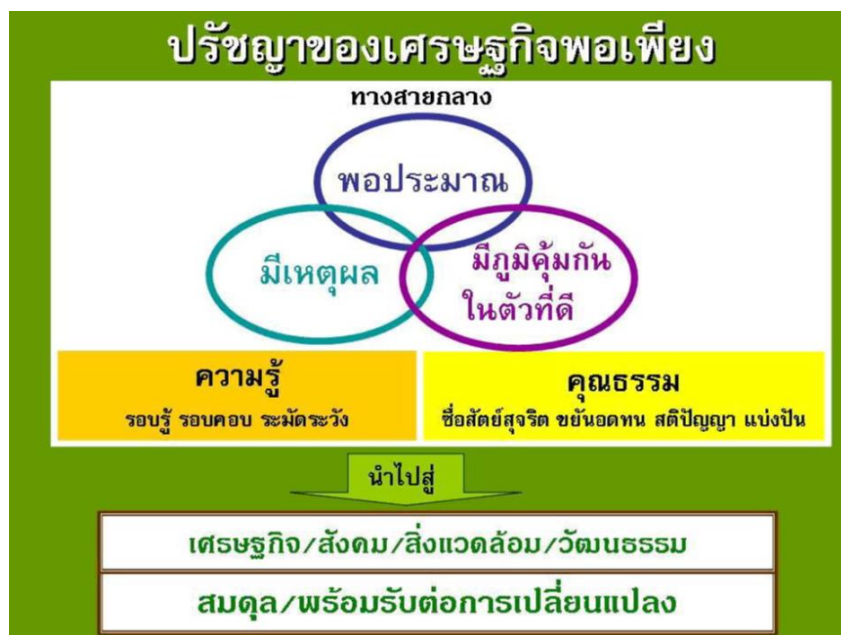 ปรัชญาของเศรษฐกิจพอเพียง
ทางสายกลาง
พอประมาณ
มีเหตุผล
มีภูมิคุ้มกัน
ในตัวที่ดี
ความรู้
รอบรู้ รอบคอบ ระมัดระวัง
คุณธรรม
ซื่อสัตย์สุจริต ขยันอดทน สติปัญญา แบ่งปัน
นำไปสู่
เศรษฐกิจ/สังคม/สิ่งแวดล้อม/วัฒนธรรม
สมดุล/พร้อมรับต่อการเปลี่ยนแปลง